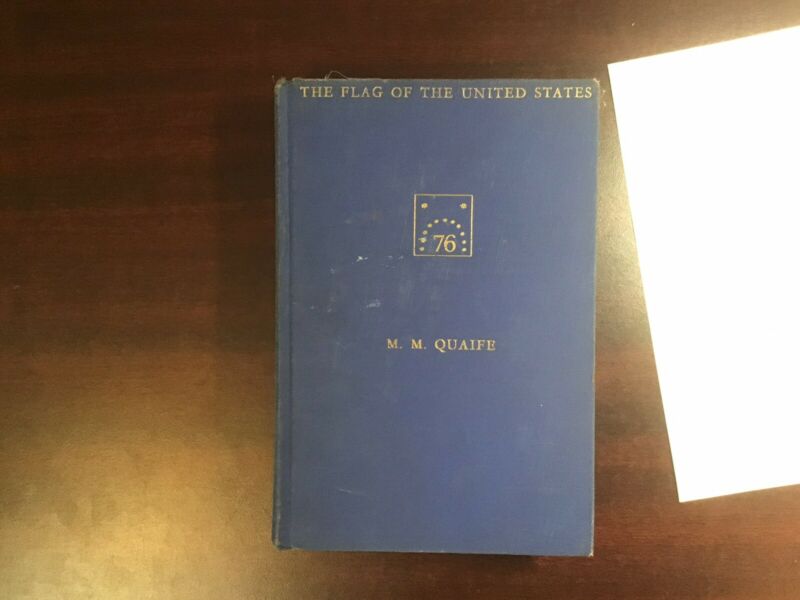 THE FLAG OF THE UNITED STATES
76
M. M. QUAIFE